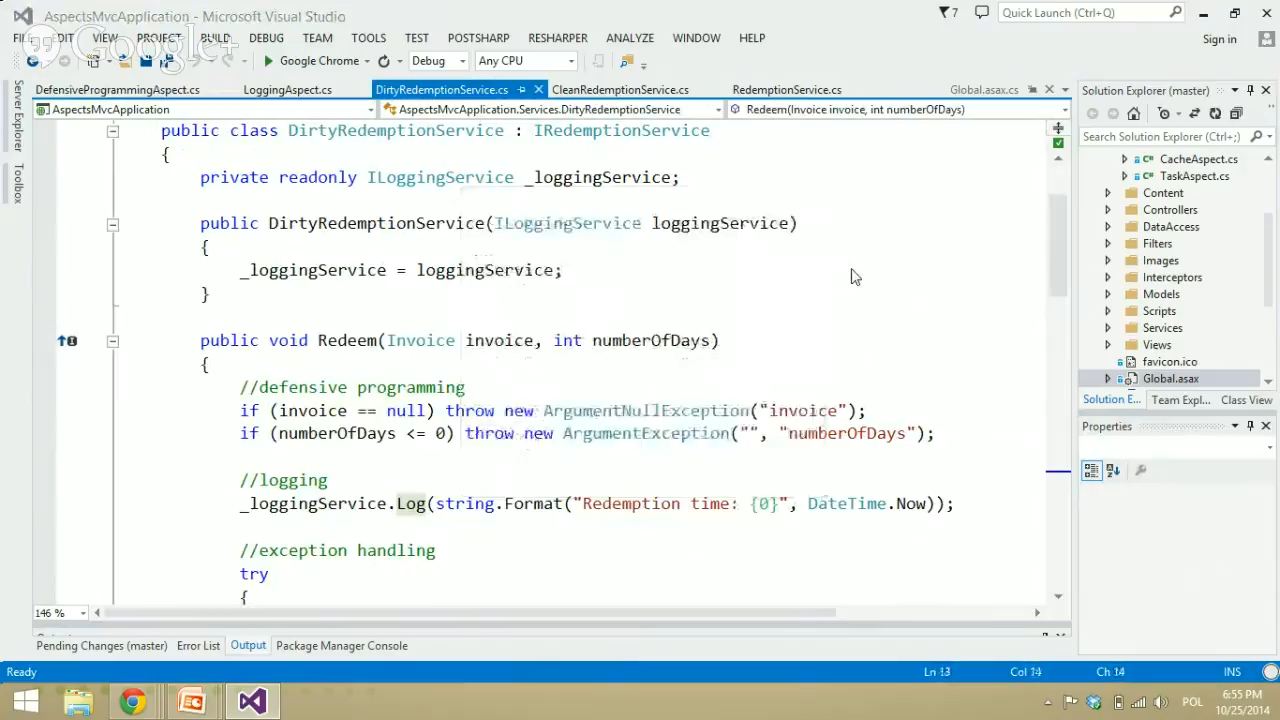 AspectsMvcApplication - Microsoft Visual Studio
7
Quick Launch (Ctrl+Q)
EDIT VIEW PROJECT BUILD DEBUG TEAM TOOLS TEST POSTSHARP RESHARPER ANALYZE WINDOW HELP
Sign in
Google+
Google Chrome Debug Any CPU
DefensiveProgrammingAspect.cs LoggingAspect.cs DirtyRedemptionService.cs CleanRedemptionService.cs RedemptionService.cs Global.asax.cs
AspectsMvcApplication AspectsMvcApplication.Services.DirtyRedemptionService Redeem(Invoice invoice, int numberOfDays)
Server Explorer
Toolbox
public class DirtyRedemptionService : IRedemptionService
{
private readonly ILoggingService _loggingService;
public DirtyRedemptionService(ILoggingService loggingService)
{
_loggingService = loggingService;
}
public void Redeem(Invoice invoice, int numberOfDays)
{
//defensive programming
if (invoice == null) throw new ArgumentNullException("invoice");
if (numberOfDays <= 0) throw new ArgumentException("", "numberOfDays");
//logging
_loggingService.Log(string.Format("Redemption time: {0}", DateTime.Now));
//exception handling
try
{
146 %
Solution Explorer (master)
Search Solution Explorer (Ctrl+;)
CacheAspect.cs
TaskAspect.cs
Content
Controllers
DataAccess
Filters
Images
Interceptors
Models
Scripts
Services
Views
favicon.ico
Global.asax
Solution E... Team Expl... Class View
Properties
Pending Changes (master) Error List Output Package Manager Console
Ready Ln 13 Col 14 Ch 14 INS
POL
6:55 PM
10/25/2014